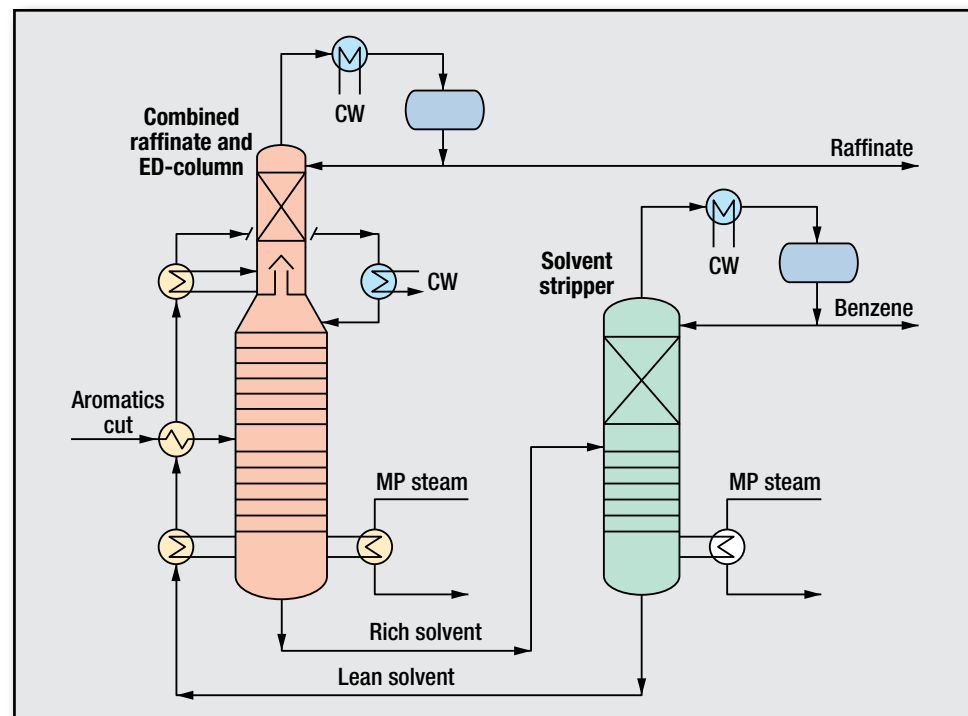 CW
Combined
raffinate and
ED-column
Raffinate
CW
Solvent
stripper
CW
Benzene
Aromatics
cut
MP steam
MP steam
Rich solvent
Lean solvent